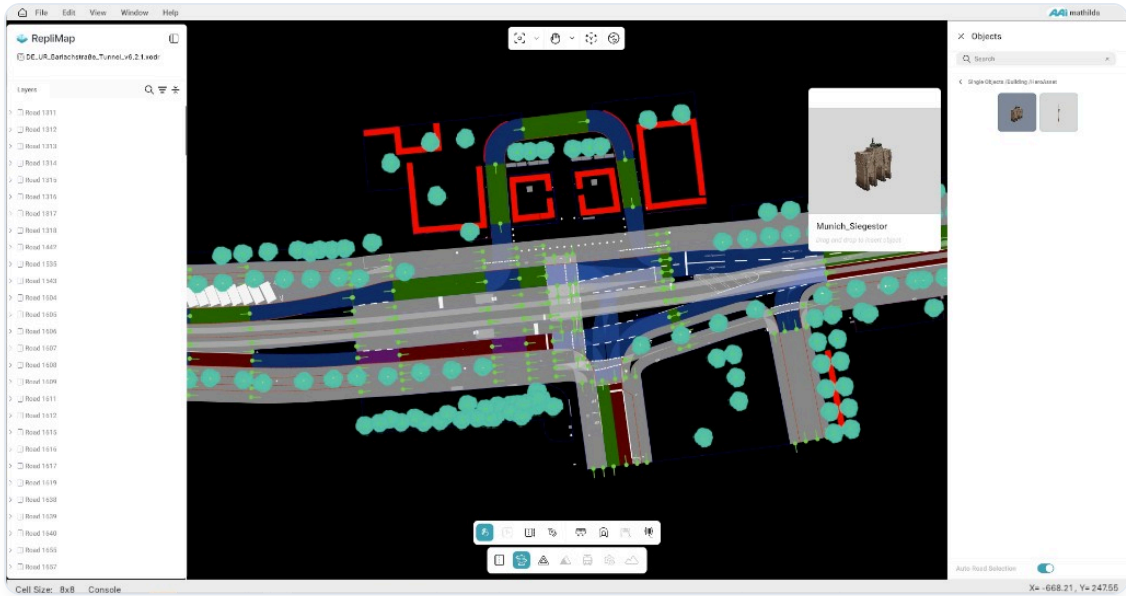 File Edit View Window Help
AAi mathilda
RepliMap
DE_UR_Barlachstraße_Tunnel_v6.2.1.xodr
Layers
Road 1311
Road 1312
Road 1313
Road 1314
Road 1315
Road 1316
Road 1317
Road 1318
Road 1447
Road 1535
Road 1543
Road 1604
Road 1605
Road 1606
Road 1607
Road 1608
Road 1609
Road 1611
Road 1612
Road 1615
Road 1616
Road 1617
Road 1619
Road 1638
Road 1639
Road 1640
Road 1655
Road 1657
Objects
Search
Munich_Siegestor
Drag and drop to insert object
Auto Road Selection
Cell Size: 8x8 Console
X= -668.21, Y= 247.55